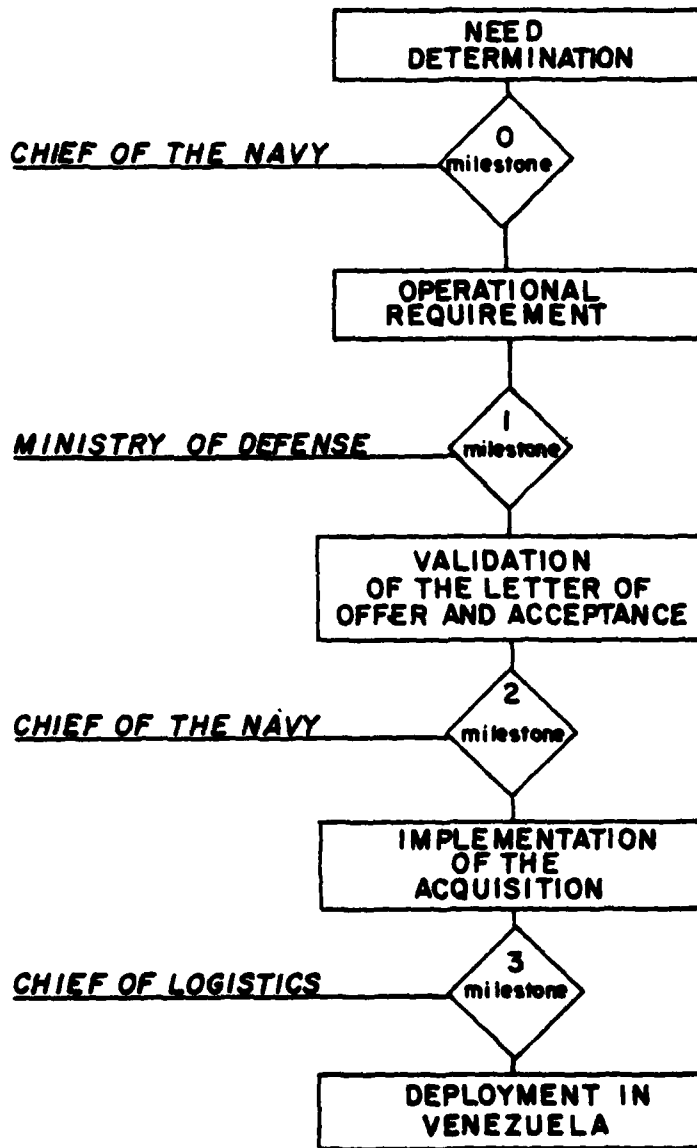 NEED
DETERMINATION
0
milestone
CHIEF OF THE NAVY
OPERATIONAL
REQUIREMENT
1
milestone
MINISTRY OF DEFENSE
VALIDATION
OF THE LETTER OF
OFFER AND ACCEPTANCE
2
milestone
CHIEF OF THE NAVY
IMPLEMENTATION
OF THE
ACQUISITION
3
milestone
CHIEF OF LOGISTICS
DEPLOYMENT IN
VENEZUELA